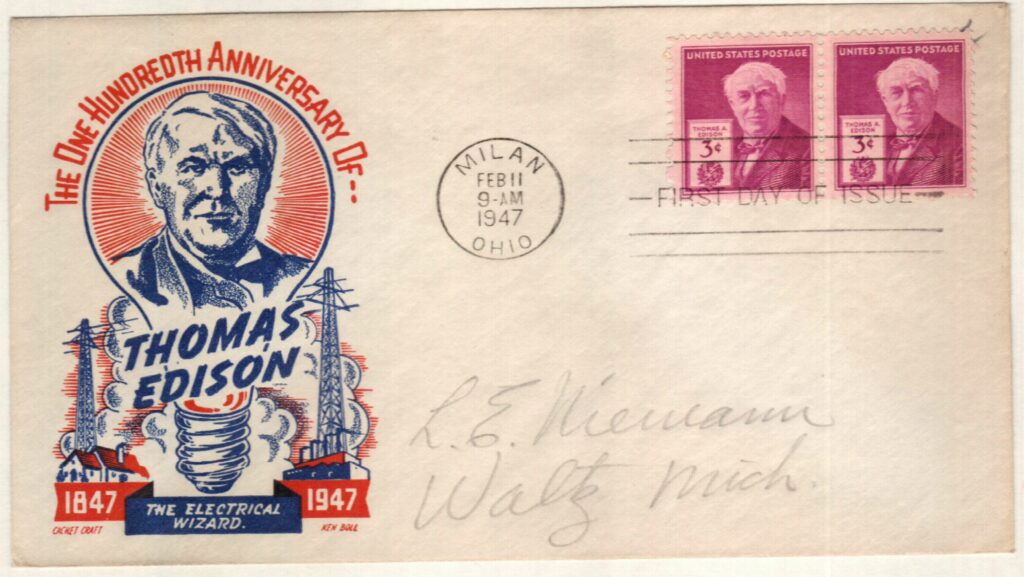 THE ONE HUNDREDTH ANNIVERSARY OF--
THOMAS
EDISON
1847
1947
THE ELECTRICAL
WIZARD.
CACHET CRAFT
KEN BOLL
MILAN
FEB 11
9-AM
1947
OHIO
UNITED STATES POSTAGE
THOMAS A.
EDISON
3¢
UNITED STATES POSTAGE
THOMAS A.
EDISON
3¢
FIRST DAY OF ISSUE
L. E. Niemann
Waltz Mich.